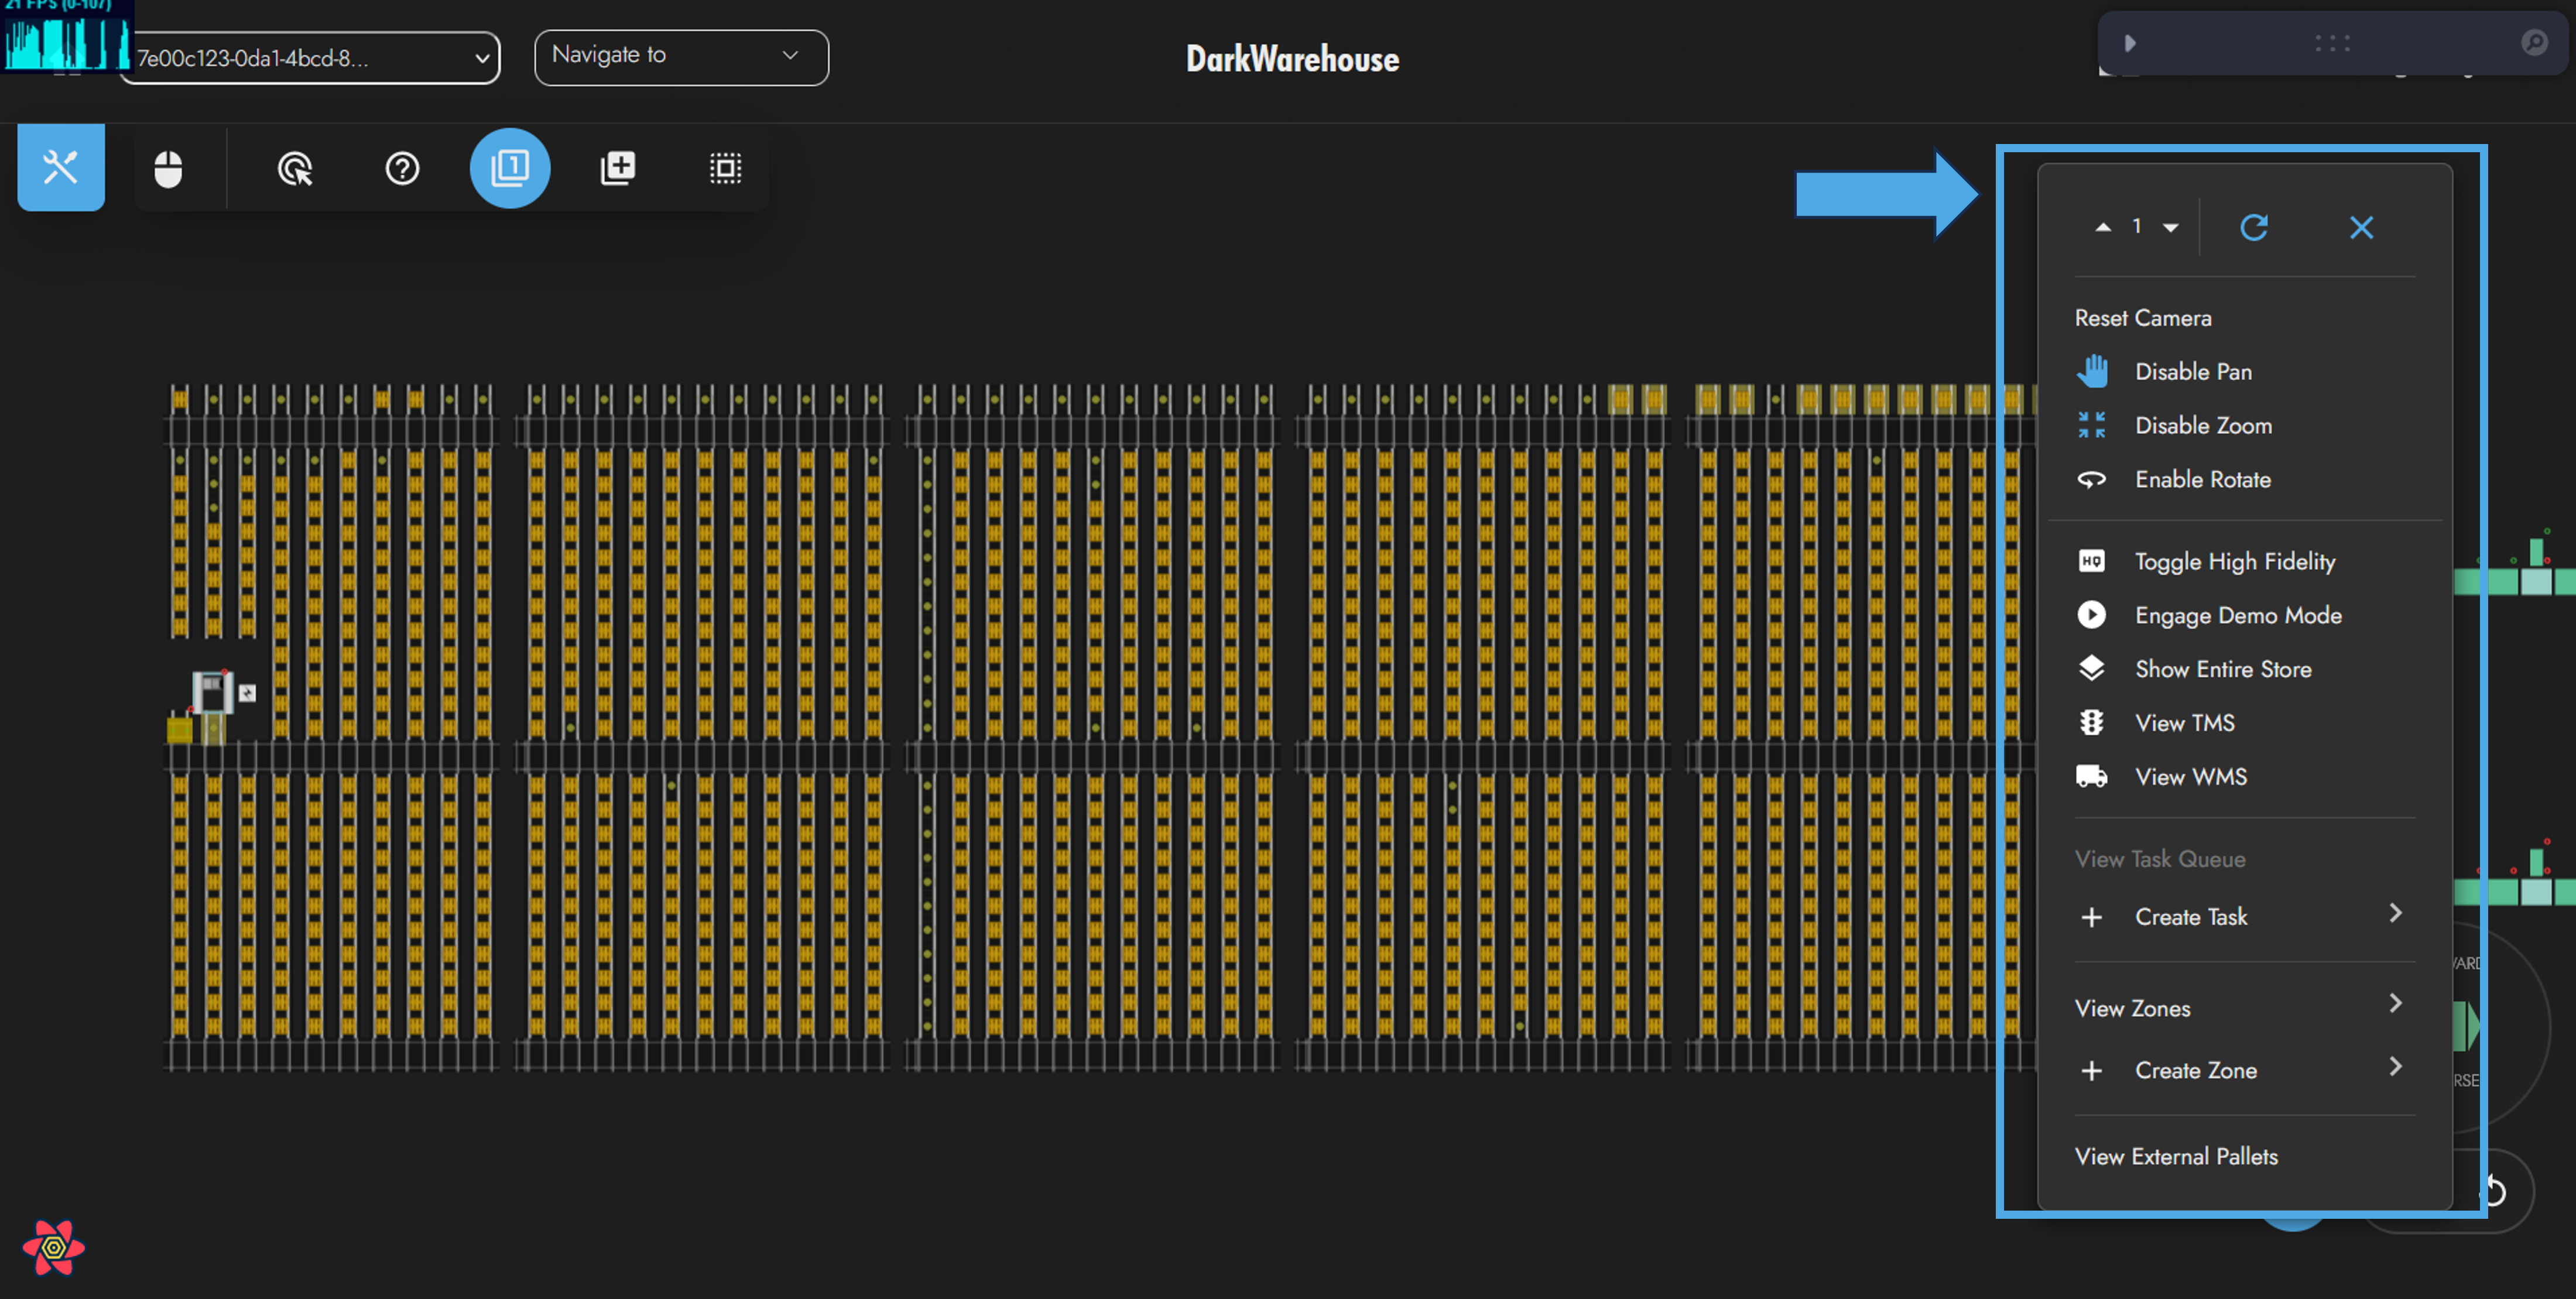 21 FPS (0-107)
7e00c123-0da1-4bcd-8...
Navigate to
DarkWarehouse
1
1
Reset Camera
Disable Pan
Disable Zoom
Enable Rotate
HQ Toggle High Fidelity
Engage Demo Mode
Show Entire Store
View TMS
View WMS
View Task Queue
Create Task
View Zones
Create Zone
View External Pallets